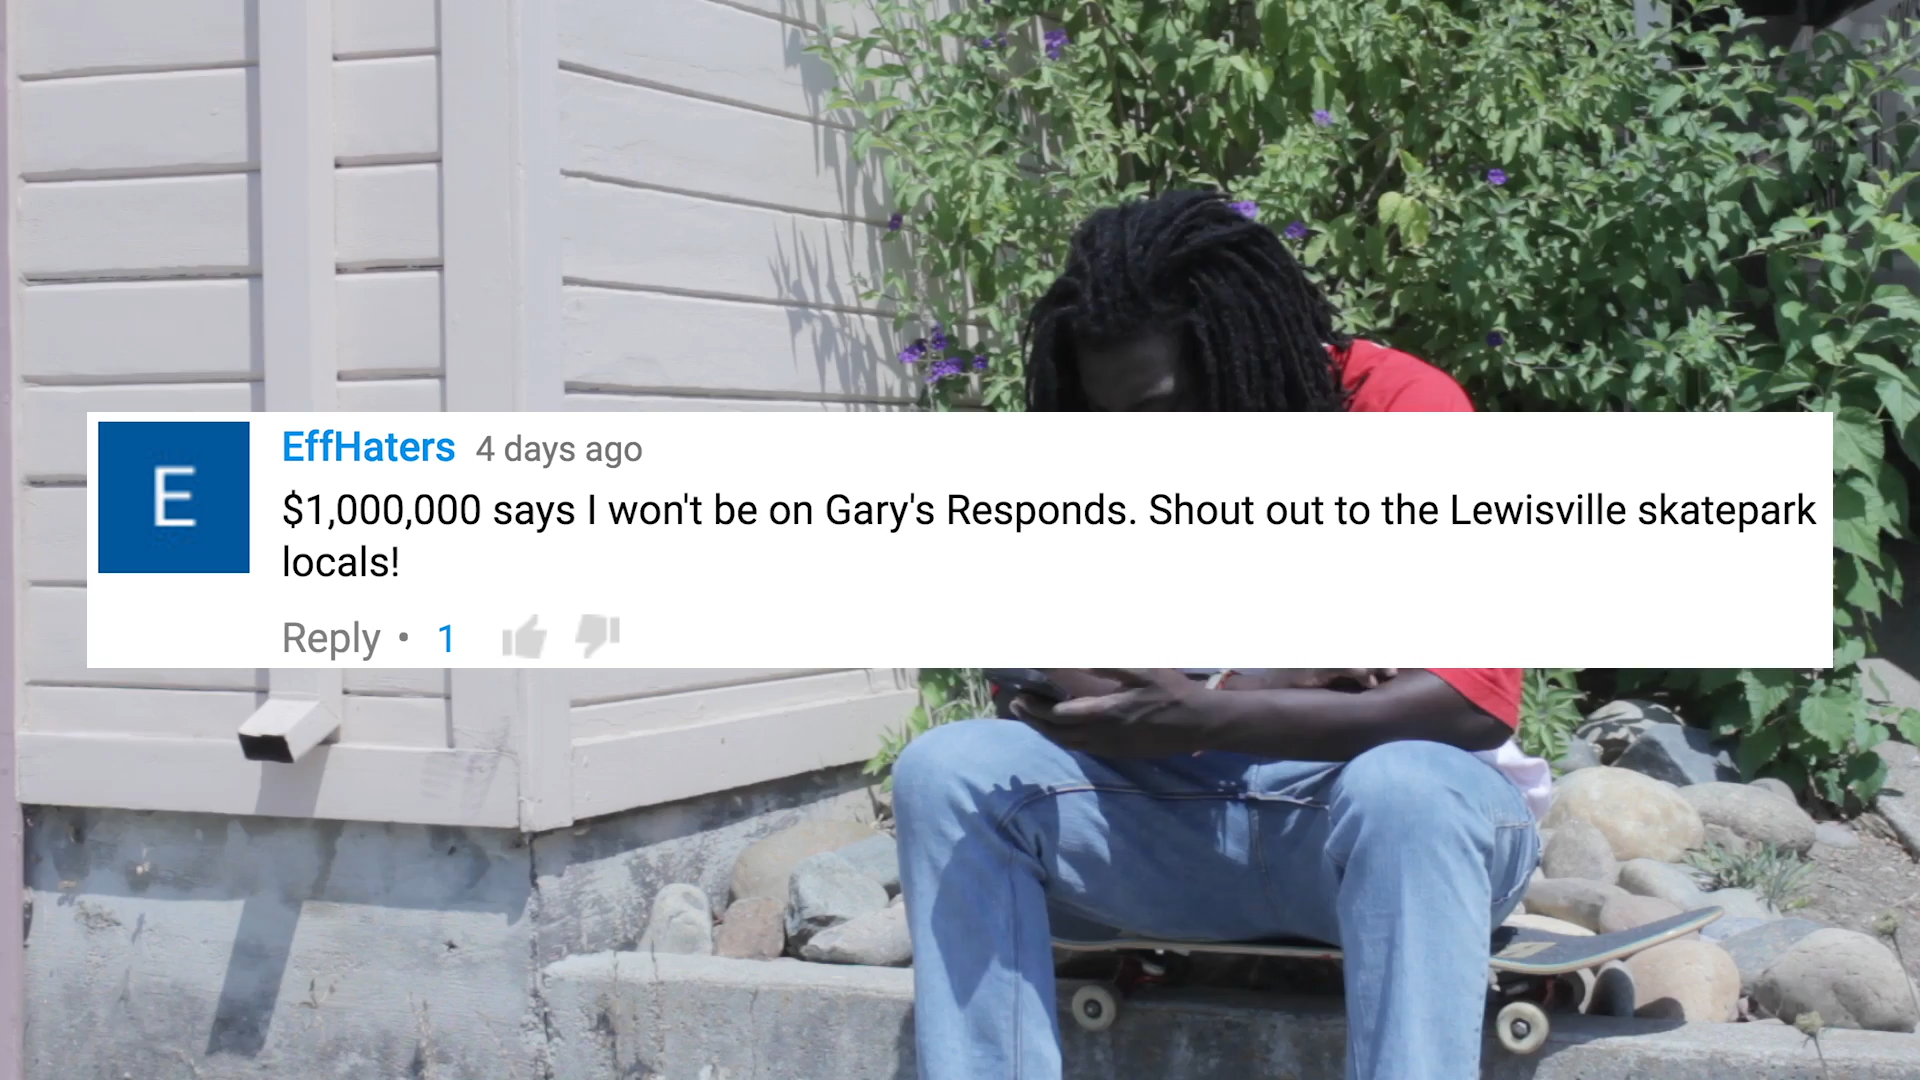 E
EffHaters 4 days ago
$1,000,000 says I won't be on Gary's Responds. Shout out to the Lewisville skatepark
locals!
Reply • 1